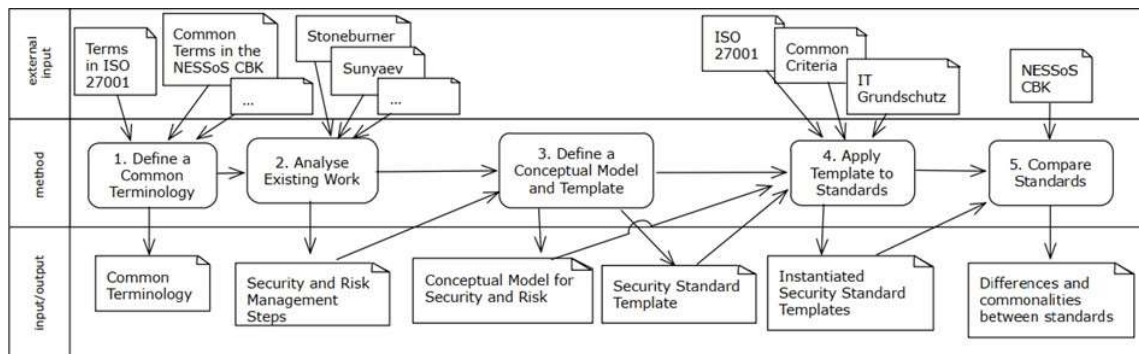 external
input
Terms
in ISO
27001
Common
Terms in the
NESSoS CBK
...
Stoneburner
Sunyaev
...
ISO
27001
Common
Criteria
IT
Grundschutz
NESSoS
CBK
method
1. Define a
Common
Terminology
2. Analyse
Existing Work
3. Define a
Conceptual Model
and Template
4. Apply
Template to
Standards
5. Compare
Standards
input/output
Common
Terminology
Security and Risk
Management
Steps
Conceptual Model for
Security and Risk
Security Standard
Template
Instantiated
Security Standard
Templates
Differences and
commonalities
between standards